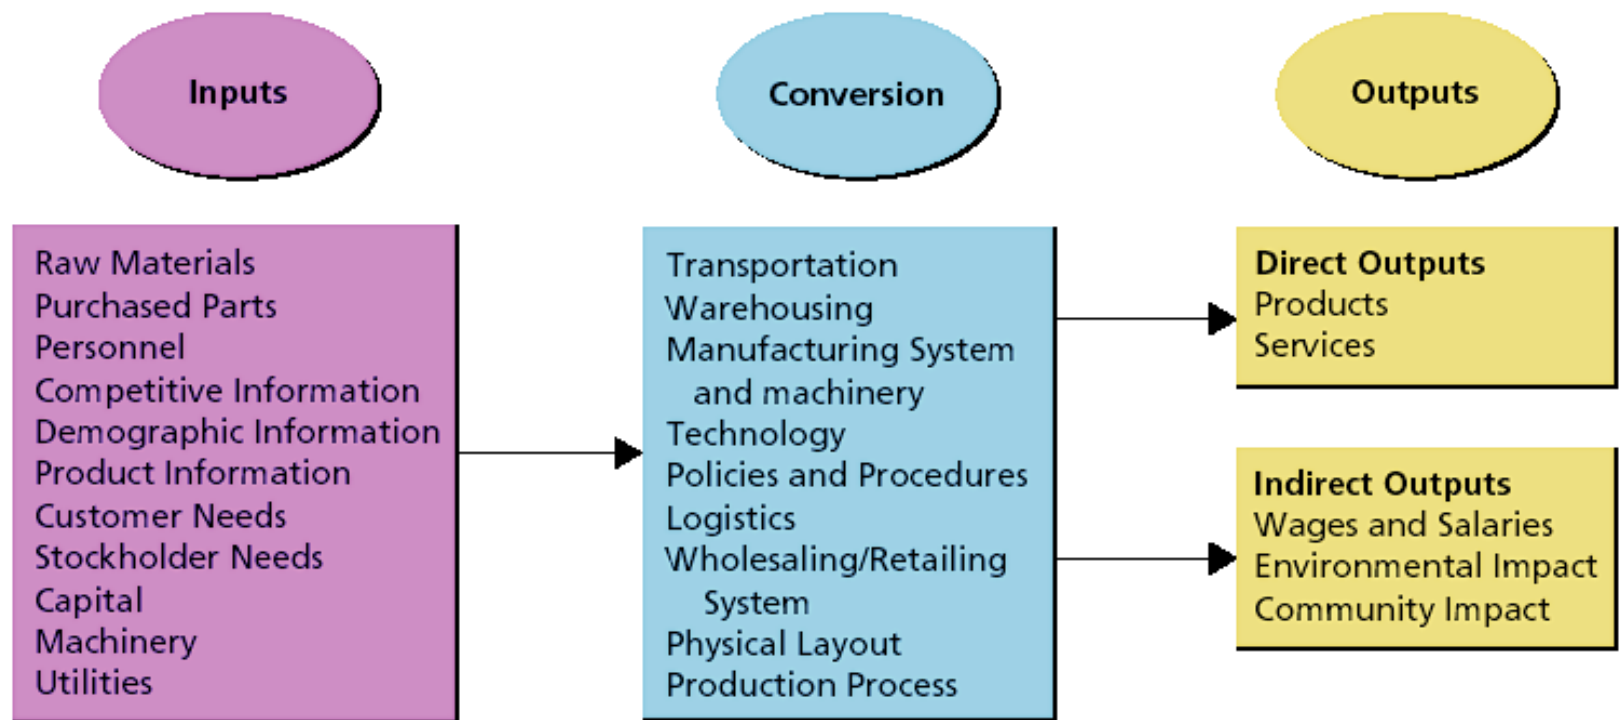 Inputs
Conversion
Outputs
Raw Materials
Purchased Parts
Personnel
Competitive Information
Demographic Information
Product Information
Customer Needs
Stockholder Needs
Capital
Machinery
Utilities
Transportation
Warehousing
Manufacturing System
and machinery
Technology
Policies and Procedures
Logistics
Wholesaling/Retailing
System
Physical Layout
Production Process
Direct Outputs
Products
Services
Indirect Outputs
Wages and Salaries
Environmental Impact
Community Impact